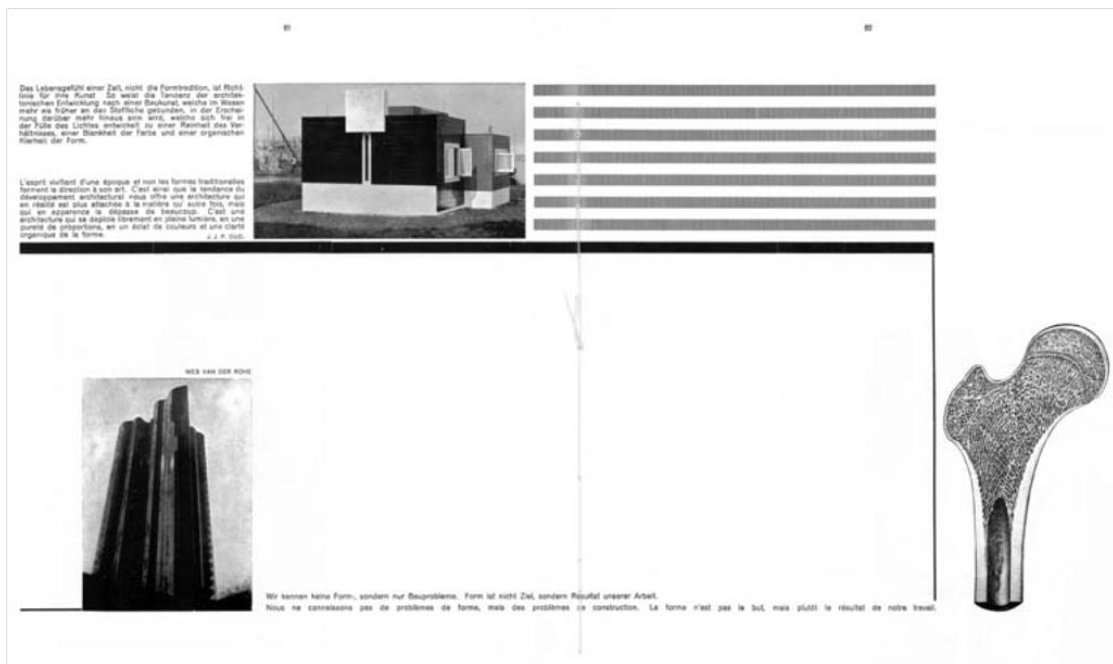 81
82
Das Lebensgefühl einer Zeit, nicht die Formtradition, ist Richt-
linie für ihre Kunst. So weist die Tendenz der architek-
tonischen Entwicklung nach einer Baukunst, welche im Wesen
mehr als früher an das Stoffliche gebunden, in der Erschei-
nung darüber mehr hinaus sein wird, welche sich frei in
der Fülle des Lichtes entwickelt zu einer Reinheit des Ver-
hältnisses, einer Blankheit der Farbe und einer organischen
Klarheit der Form.
L'esprit vivifient d'une époque et non les formes traditionelles
forment la direction à son art. C'est ainsi que la tendance du
développement architectural nous offre une architecture qui
en réalité est plus attachée à la matière qu' autre fois, mais
qui en apparence la dépasse de beaucoup. C'est une
architecture qui se déploie librement en pleine lumière, en une
pureté de proportions, en un éclat de couleurs et une clarté
organique de la forme. J. J. P. OUD.
MIES VAN DER ROHE
Wir kennen keine Form-, sondern nur Bauprobleme. Form ist nicht Ziel, sondern Resultat unserer Arbeit.
Nous ne connaissons pas de problèmes de forme, mais des problèmes de construction. La forme n'est pas le but, mais plutôt le résultat de notre travail.